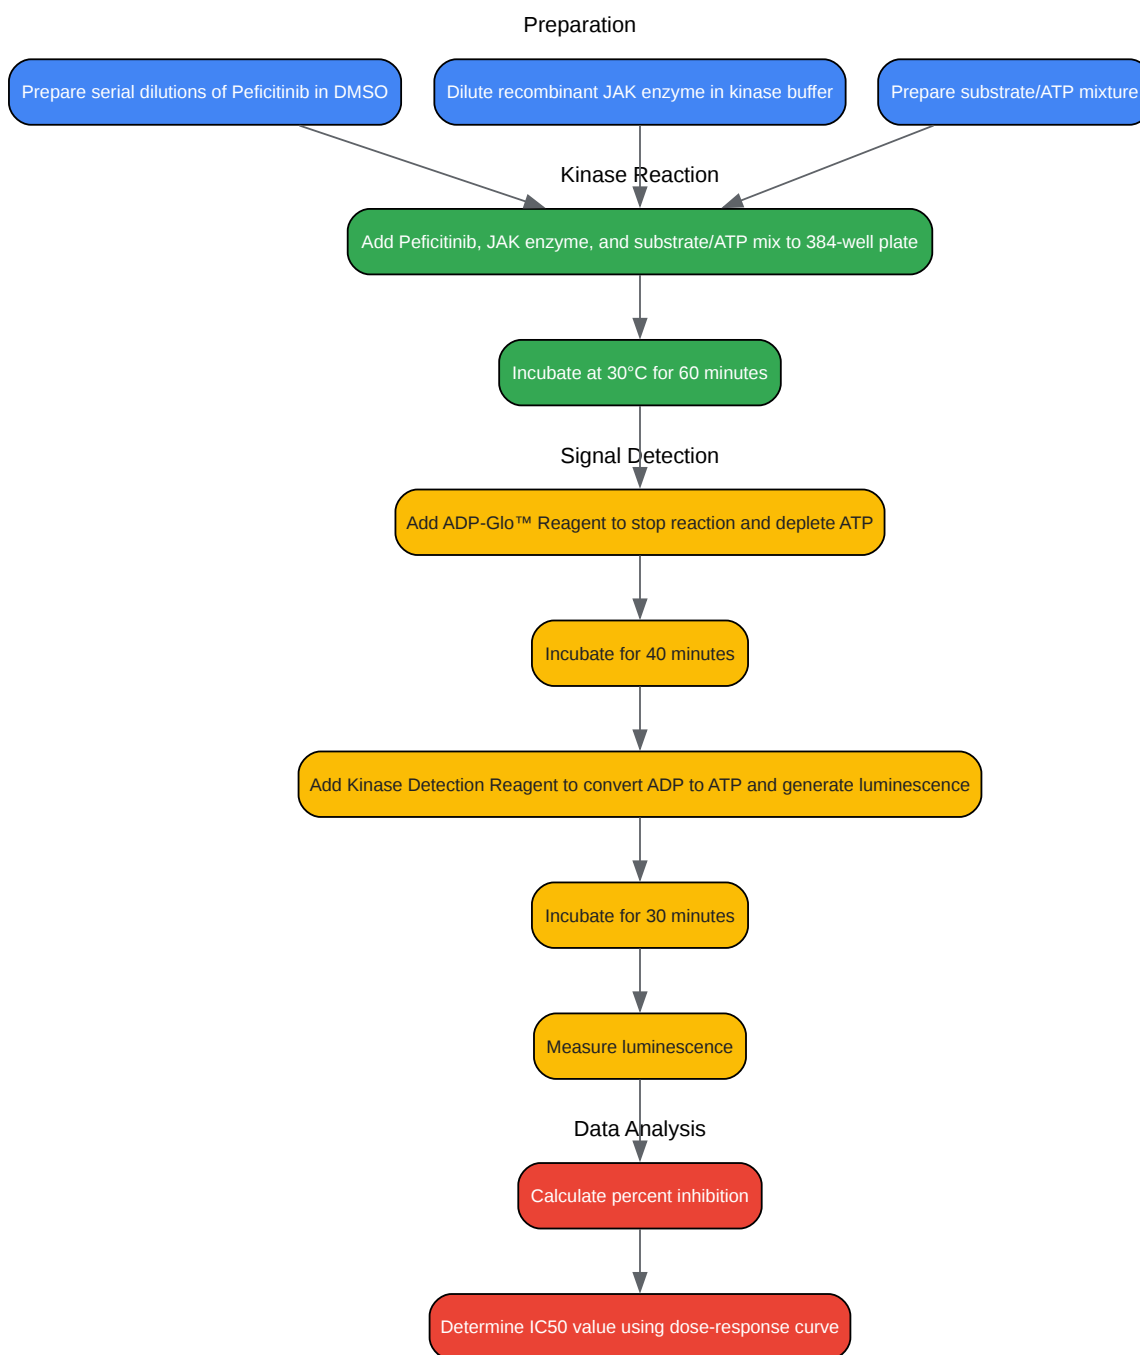 Preparation
Prepare serial dilutions of Peficitinib in DMSO
Dilute recombinant JAK enzyme in kinase buffer
Prepare substrate/ATP mixture
Kinase Reaction
Add Peficitinib, JAK enzyme, and substrate/ATP mix to 384-well plate
Incubate at 30°C for 60 minutes
Signal Detection
Add ADP-Glo™ Reagent to stop reaction and deplete ATP
Incubate for 40 minutes
Add Kinase Detection Reagent to convert ADP to ATP and generate luminescence
Incubate for 30 minutes
Measure luminescence
Data Analysis
Calculate percent inhibition
Determine IC50 value using dose-response curve